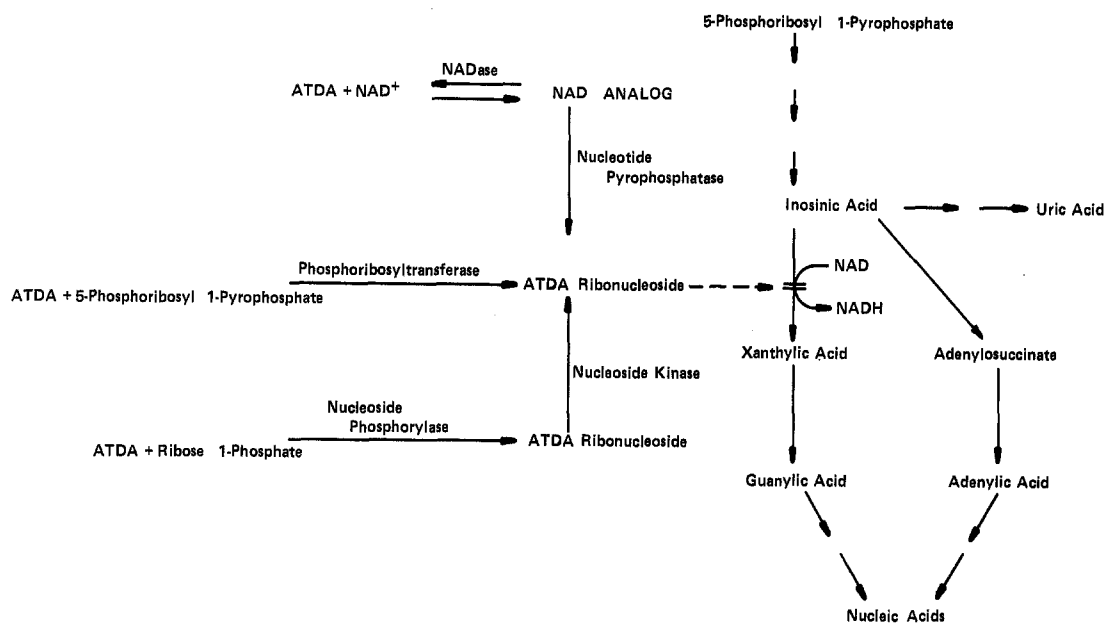 5-Phosphoribosyl 1-Pyrophosphate
NADase
ATDA + NAD+
NAD ANALOG
Nucleotide
Pyrophosphatase
Inosinic Acid
Uric Acid
Phosphoribosyltransferase
NAD
ATDA + 5-Phosphoribosyl 1-Pyrophosphate
ATDA Ribonucleoside
NADH
Xanthylic Acid
Adenylosuccinate
Nucleoside Kinase
Nucleoside
Phosphorylase
ATDA + Ribose 1-Phosphate
ATDA Ribonucleoside
Guanylic Acid
Adenylic Acid
Nucleic Acids